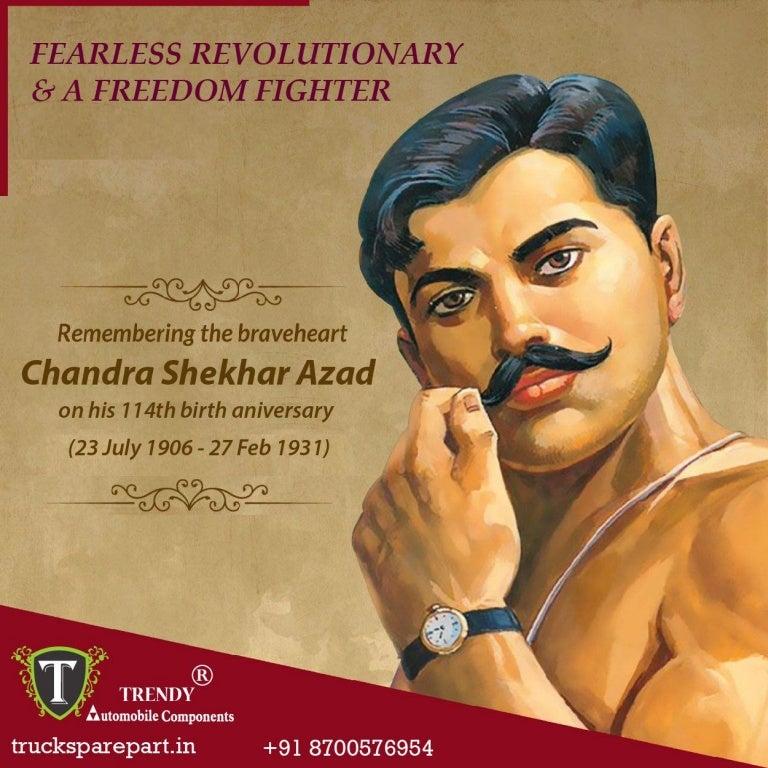 FEARLESS REVOLUTIONARY
& A FREEDOM FIGHTER
Remembering the braveheart
Chandra Shekhar Azad
on his 114th birth aniversary
(23 July 1906 - 27 Feb 1931)
T
TRENDY®
Automobile Components
trucksparepart.in
+91 8700576954